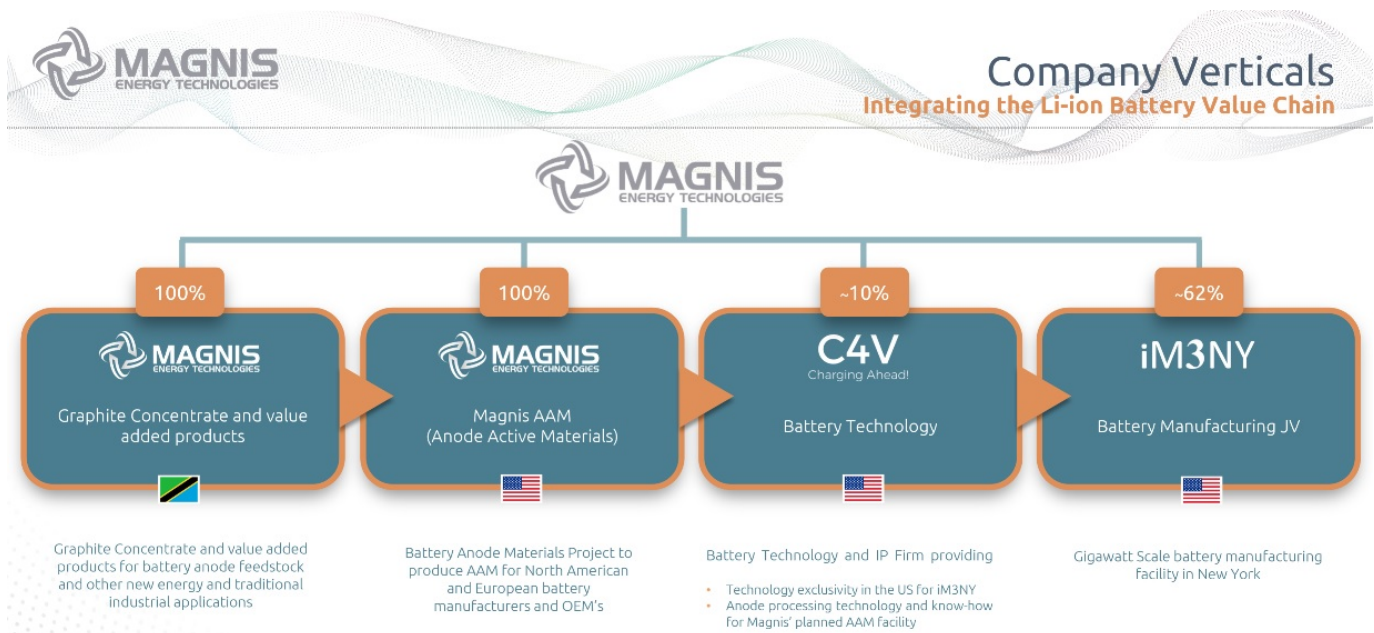 MAGNIS
ENERGY TECHNOLOGIES
Company Verticals
Integrating the Li-ion Battery Value Chain
MAGNIS
ENERGY TECHNOLOGIES
100%
MAGNIS
ENERGY TECHNOLOGIES
Graphite Concentrate and value
added products
Graphite Concentrate and value added
products for battery anode feedstock
and other new energy and traditional
industrial applications
100%
MAGNIS
ENERGY TECHNOLOGIES
Magnis AAM
(Anode Active Materials)
Battery Anode Materials Project to
produce AAM for North American
and European battery
manufacturers and OEM's
~10%
C4V
Charging Ahead!
Battery Technology
Battery Technology and IP Firm providing
• Technology exclusivity in the US for iM3NY
• Anode processing technology and know-how
for Magnis' planned AAM facility
~62%
iM3NY
Battery Manufacturing JV
Gigawatt Scale battery manufacturing
facility in New York